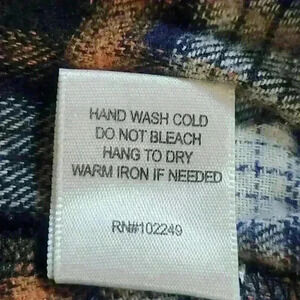 HAND WASH COLD
DO NOT BLEACH
HANG TO DRY
WARM IRON IF NEEDED
RN#102249